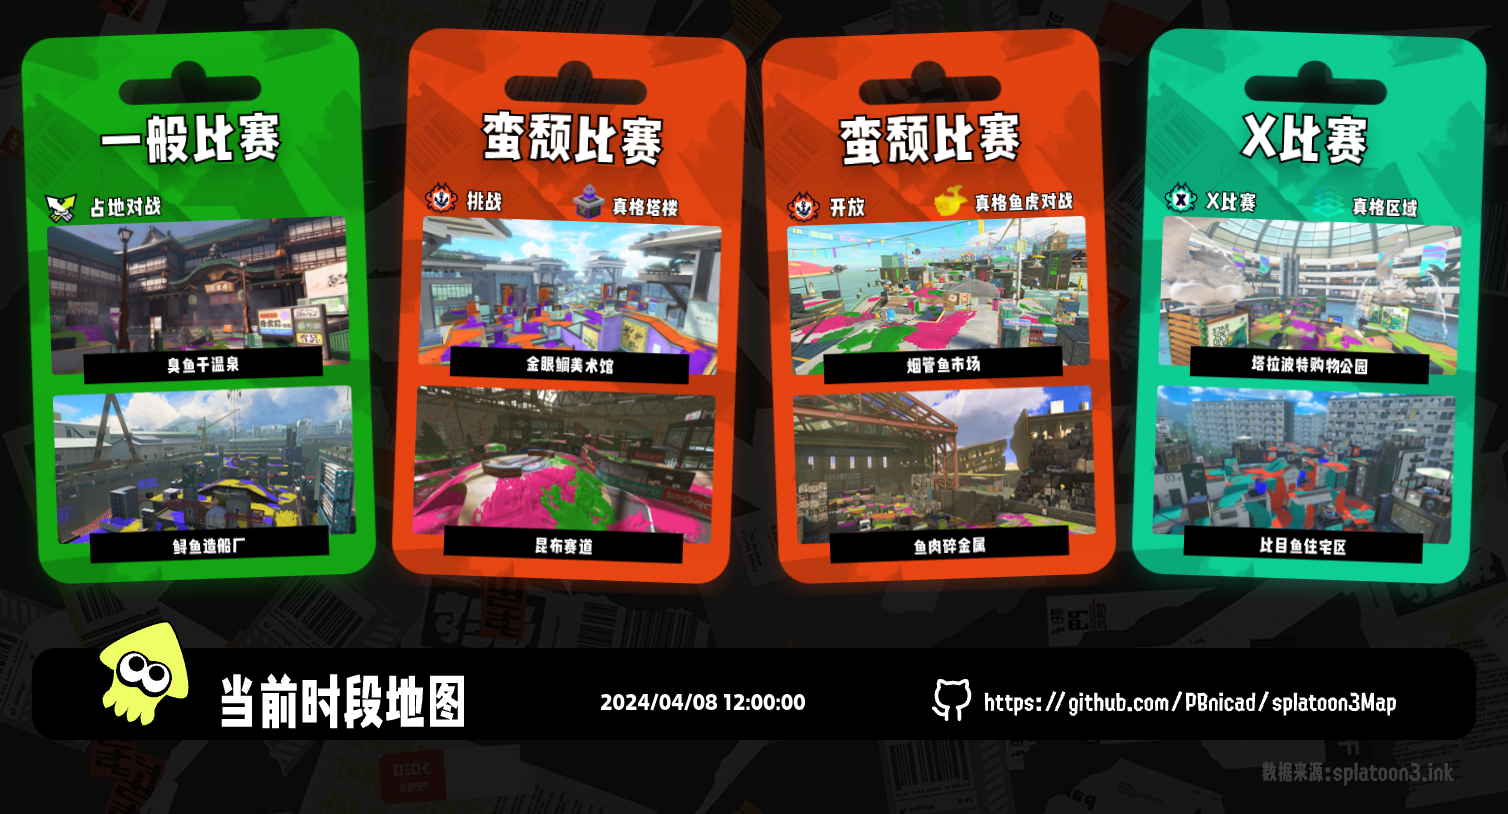 一般比赛
占地对战
臭鱼干温泉
鲟鱼造船厂
蛮颓比赛
挑战
真格塔楼
金眼鲷美术馆
昆布赛道
蛮颓比赛
开放
真格鱼虎对战
烟管鱼市场
鱼肉碎金属
X比赛
X比赛
真格区域
塔拉波特购物公园
比目鱼住宅区
当前时段地图
2024/04/08 12:00:00
https://github.com/PBnicad/splatoon3Map
数据来源:splatoon3.ink